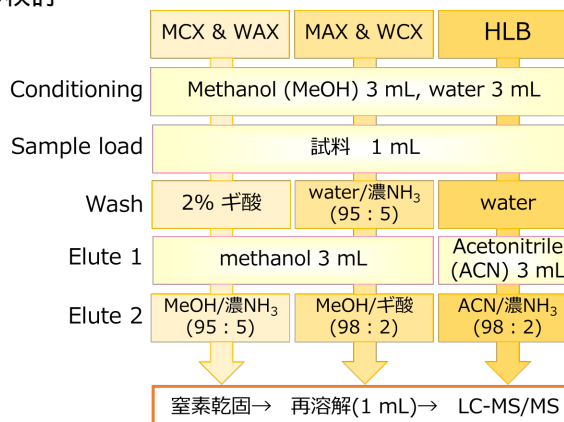 MCX & WAX
MAX & WCX
HLB
Conditioning
Methanol (MeOH) 3 mL, water 3 mL
Sample load
試料 1 mL
Wash
2% ギ酸
water/濃NH₃
(95：5)
water
Elute 1
methanol 3 mL
Acetonitrile
(ACN) 3 mL
Elute 2
MeOH/濃NH₃
(95：5)
MeOH/ギ酸
(98：2)
ACN/濃NH₃
(98：2)
窒素乾固→ 再溶解(1 mL)→ LC-MS/MS